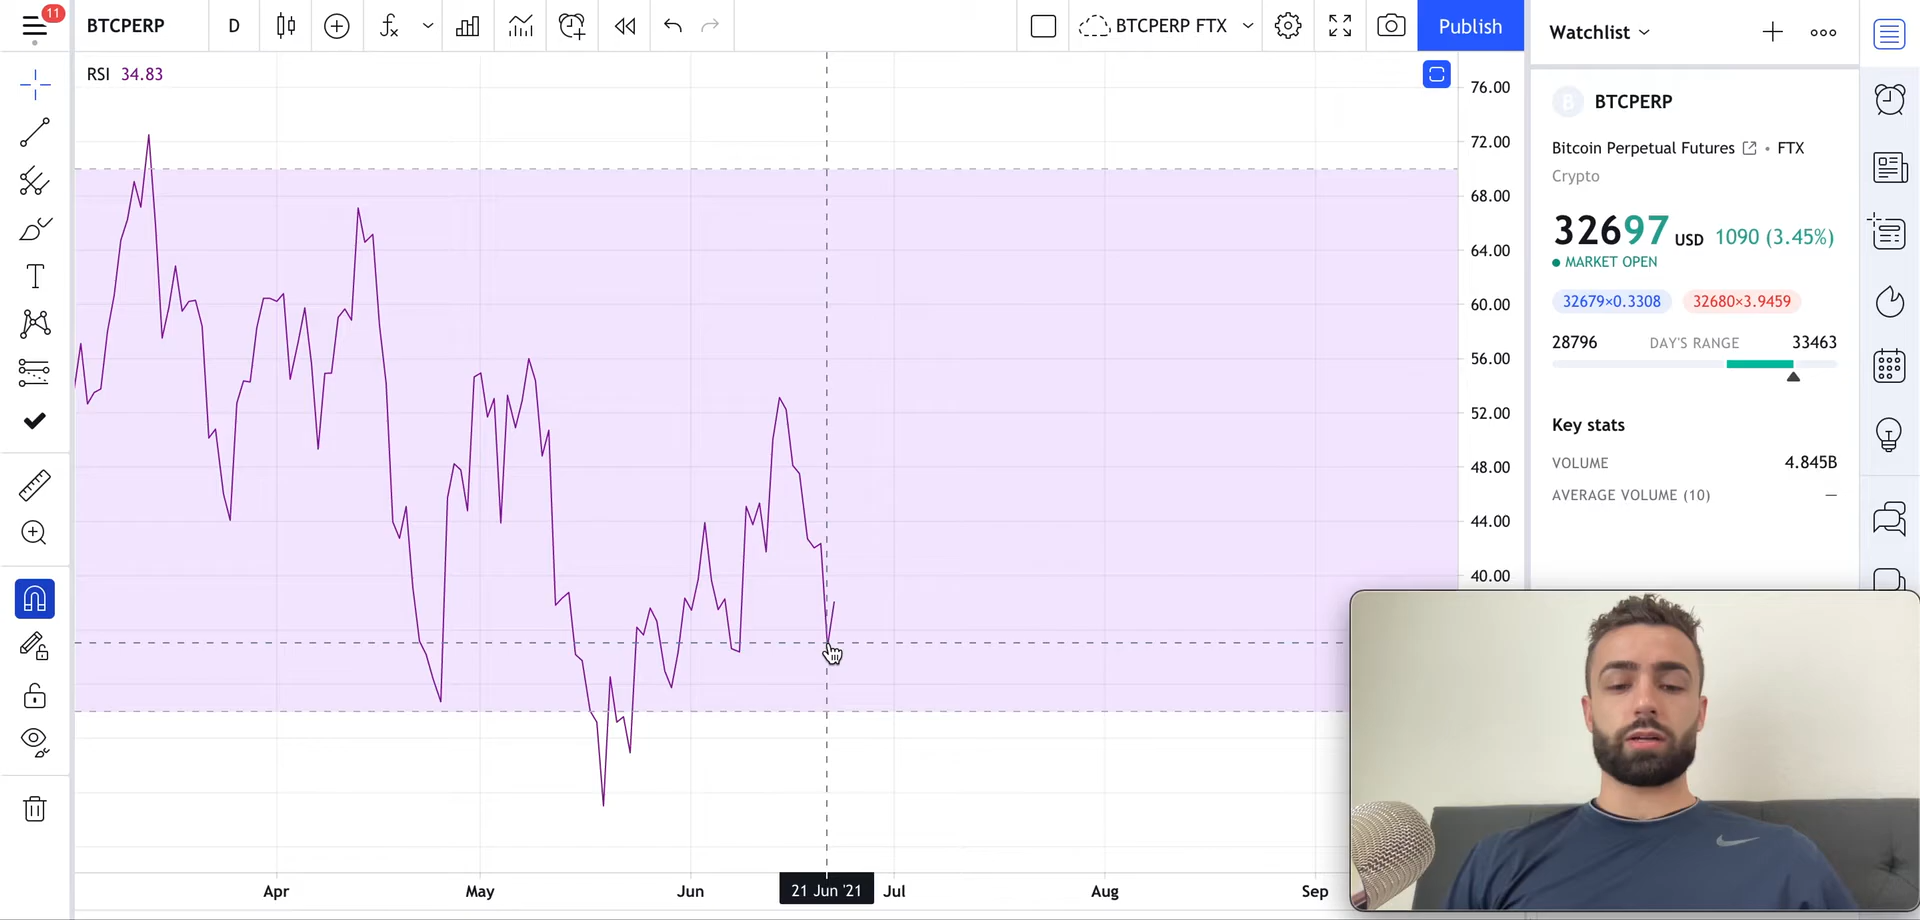 11
BTCPERP
D
BTCPERP FTX
Publish
Watchlist
RSI 34.83
76.00
72.00
68.00
64.00
60.00
56.00
52.00
48.00
44.00
40.00
Apr
May
Jun
21 Jun '21
Jul
Aug
Sep
B
BTCPERP
Bitcoin Perpetual Futures • FTX
Crypto
32697 USD 1090 (3.45%)
MARKET OPEN
32679×0.3308 32680×3.9459
28796 DAY'S RANGE 33463
Key stats
VOLUME 4.845B
AVERAGE VOLUME (10) —